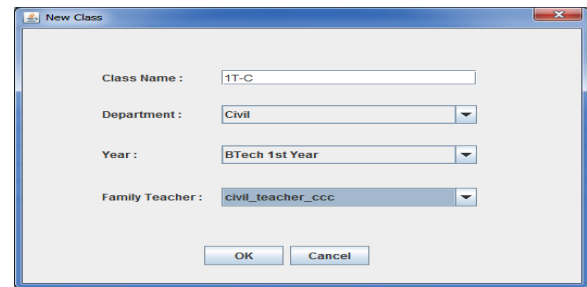 New Class
Class Name : 1T-C
Department : Civil
Year : BTech 1st Year
Family Teacher : civil_teacher_ccc
OK Cancel